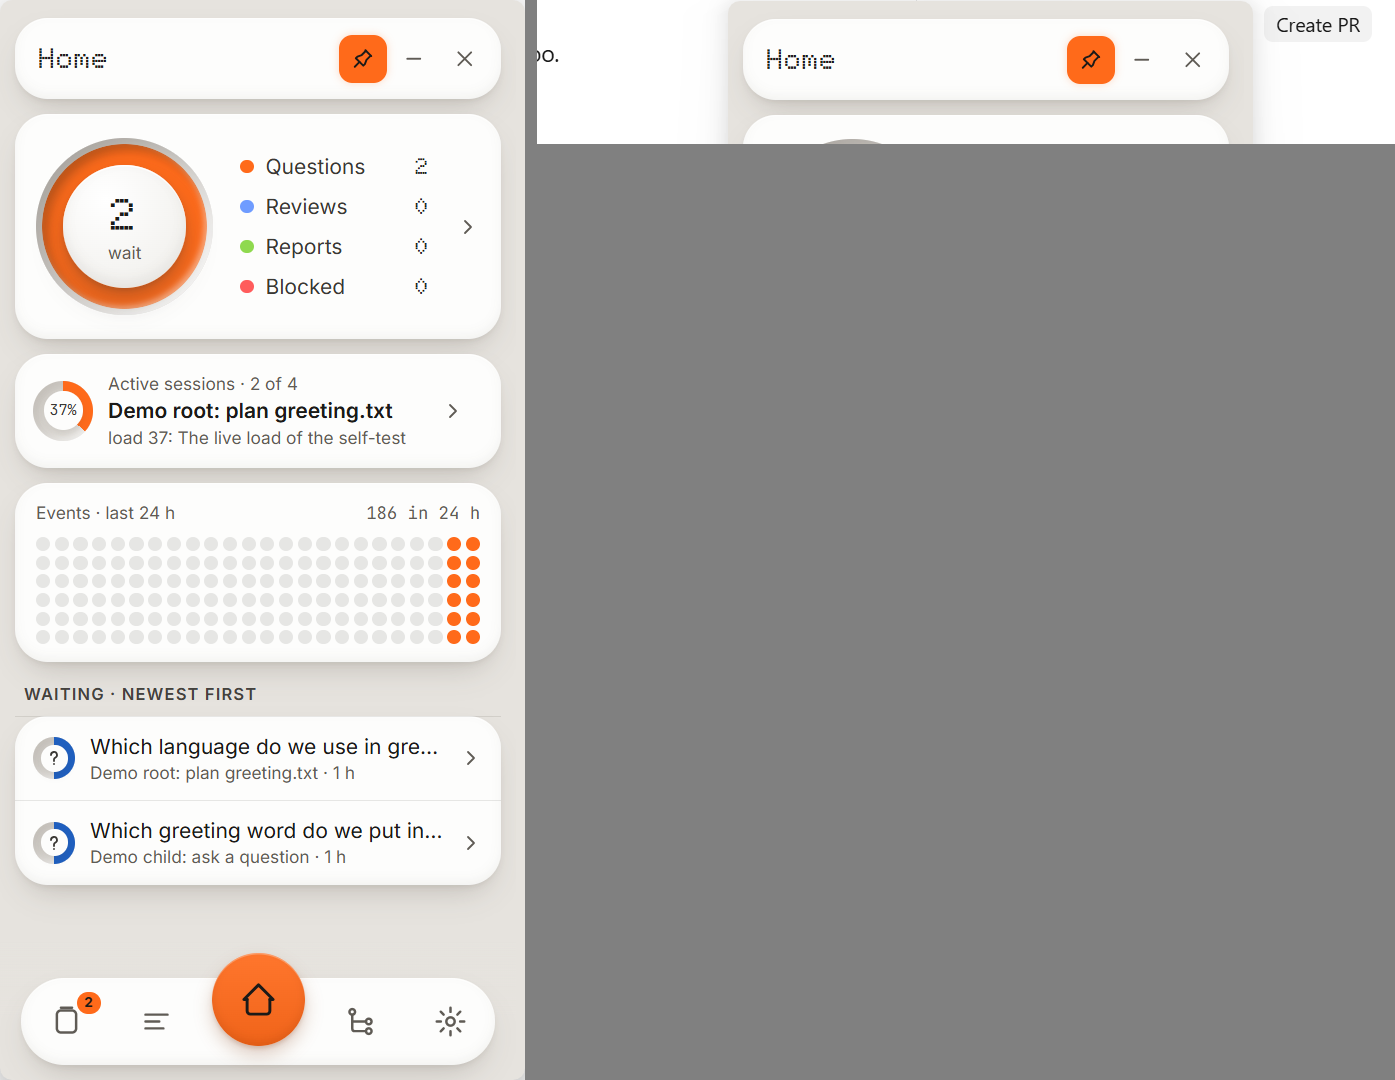 Home
2
wait
Questions 2
Reviews 0
Reports 0
Blocked 0
37%
Active sessions · 2 of 4
Demo root: plan greeting.txt
load 37: The live load of the self-test
Events · last 24 h
186 in 24 h
WAITING · NEWEST FIRST
?
Which language do we use in gre...
Demo root: plan greeting.txt · 1 h
?
Which greeting word do we put in...
Demo child: ask a question · 1 h
2
Home
Create PR